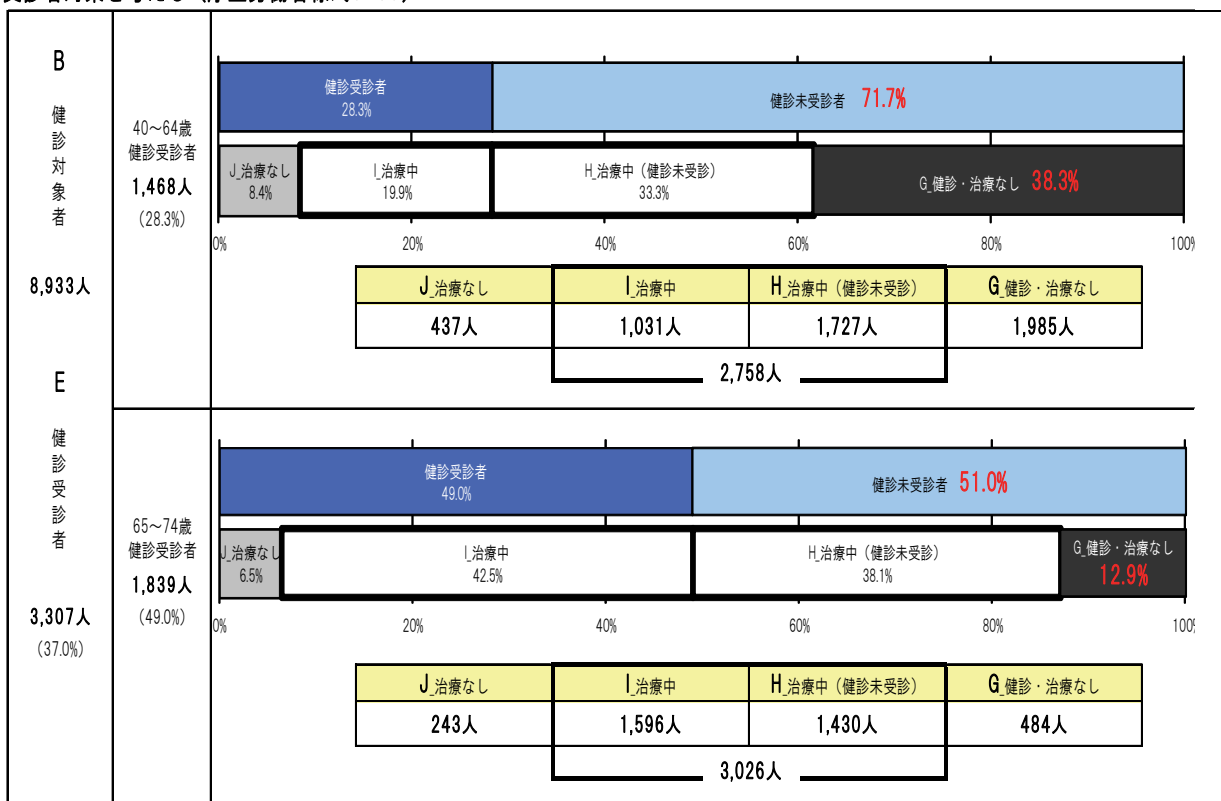 B
健診対象者
8,933人
E
健診受診者
3,307人
(37.0%)
40～64歳
健診受診者
1,468人
(28.3%)
健診受診者
28.3%
健診未受診者 71.7%
J_治療なし
8.4%
I_治療中
19.9%
H_治療中（健診未受診）
33.3%
G_健診・治療なし 38.3%
0% 20% 40% 60% 80% 100%
J_治療なし I_治療中 H_治療中（健診未受診） G_健診・治療なし
437人 1,031人 1,727人 1,985人
2,758人
65～74歳
健診受診者
1,839人
(49.0%)
健診受診者
49.0%
健診未受診者 51.0%
J_治療なし
6.5%
I_治療中
42.5%
H_治療中（健診未受診）
38.1%
G_健診・治療なし
12.9%
0% 20% 40% 60% 80% 100%
J_治療なし I_治療中 H_治療中（健診未受診） G_健診・治療なし
243人 1,596人 1,430人 484人
3,026人